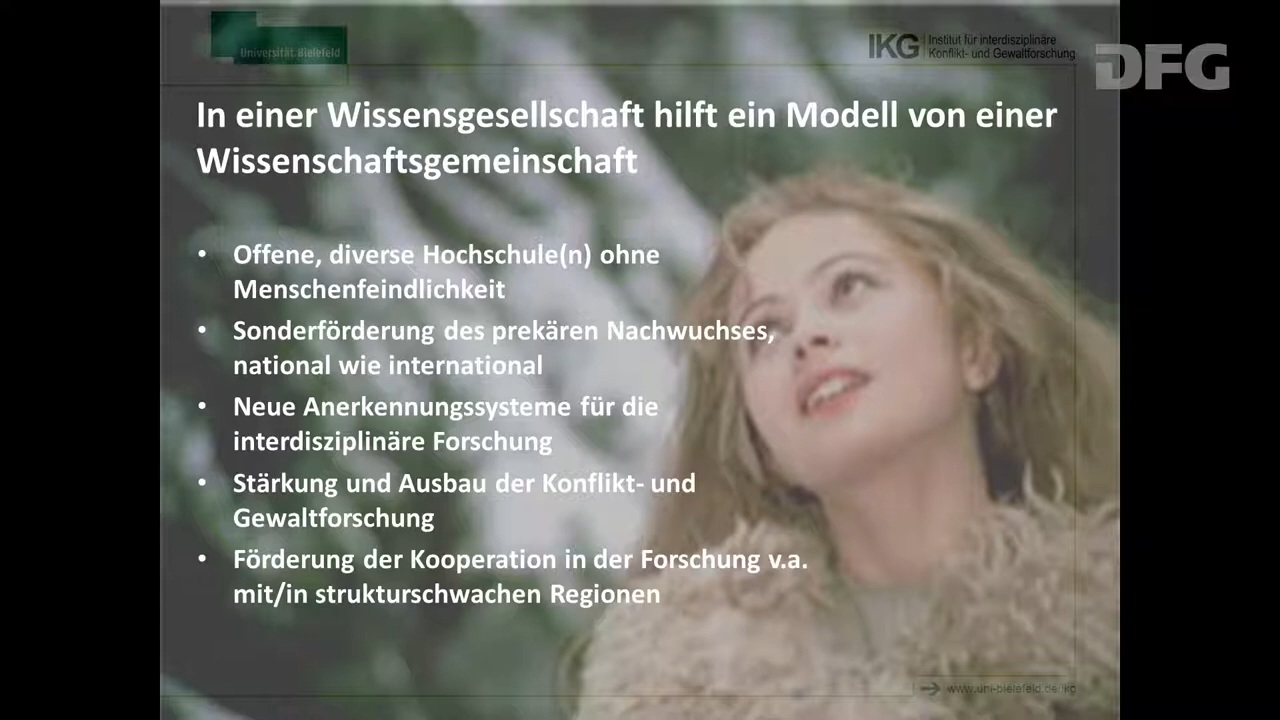 Universität Bielefeld
IKG Institut für interdisziplinäre
Konflikt- und Gewaltforschung
DFG
In einer Wissensgesellschaft hilft ein Modell von einer
Wissenschaftsgemeinschaft
• Offene, diverse Hochschule(n) ohne
Menschenfeindlichkeit
• Sonderförderung des prekären Nachwuchses,
national wie international
• Neue Anerkennungssysteme für die
interdisziplinäre Forschung
• Stärkung und Ausbau der Konflikt- und
Gewaltforschung
• Förderung der Kooperation in der Forschung v.a.
mit/in strukturschwachen Regionen
www.uni-bielefeld.de/ikg